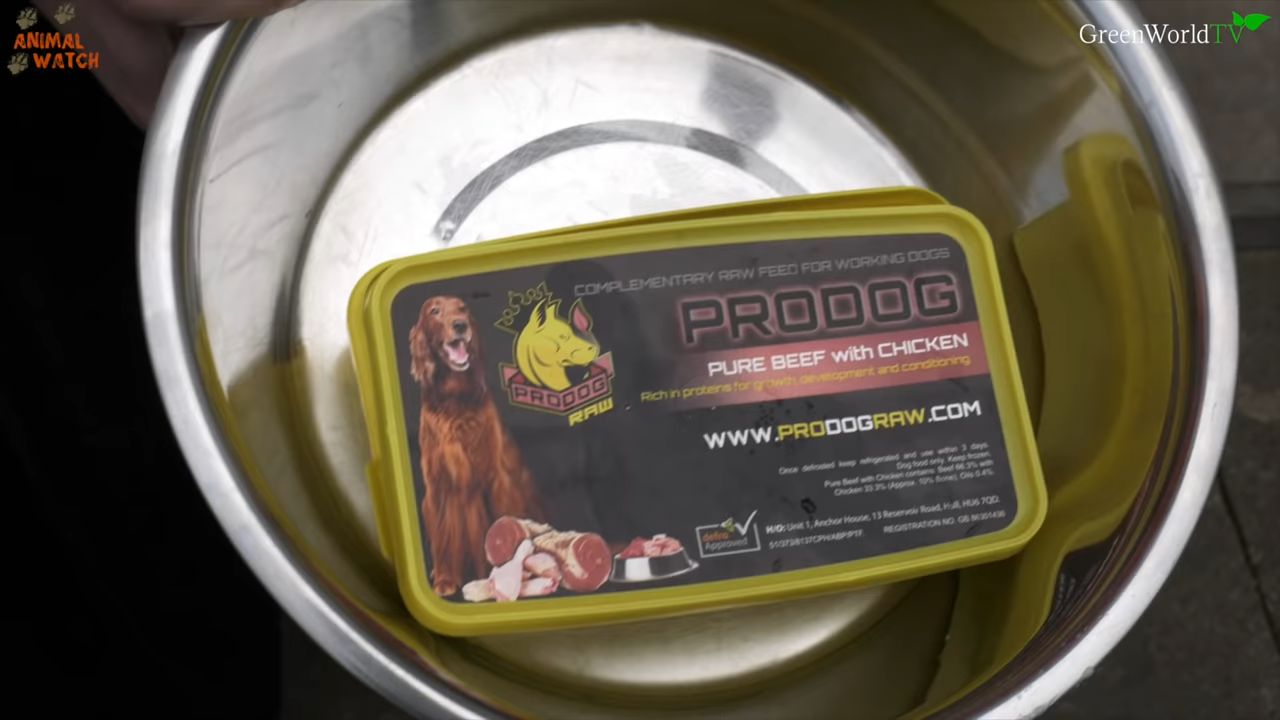 ANIMAL
WATCH
GreenWorldTV
COMPLEMENTARY RAW FEED FOR WORKING DOGS
PRODOG
PURE BEEF with CHICKEN
Rich in proteins for growth, development and conditioning.
PRODOG
RAW
WWW.PRODOGRAW.COM
Once defrosted keep refrigerated and use within 3 days.
Dog food only. Keep frozen.
Pure Beef with Chicken contains: Beef 66.3% with
Chicken 33.3% (Approx. 10% Bone), Oils 0.4%.
defra
Approved
H/O: Unit 1, Anchor House, 13 Reservoir Road, Hull, HU6 7QD.
REGISTRATION NO.